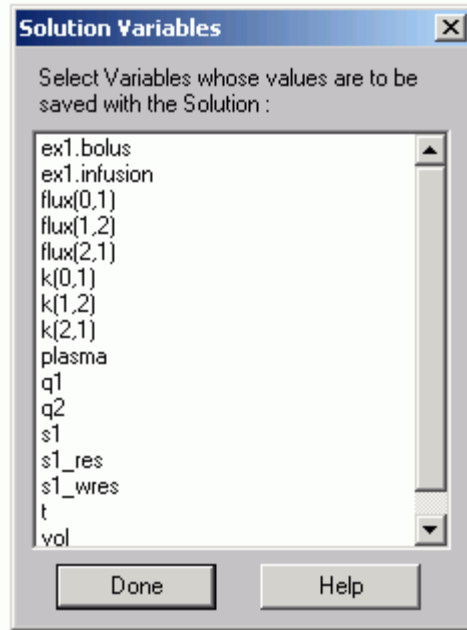 Solution Variables
Select Variables whose values are to be
saved with the Solution :
ex1.bolus
ex1.infusion
flux(0,1)
flux(1,2)
flux(2,1)
k(0,1)
k(1,2)
k(2,1)
plasma
q1
q2
s1
s1_res
s1_wres
t
vol
Done
Help